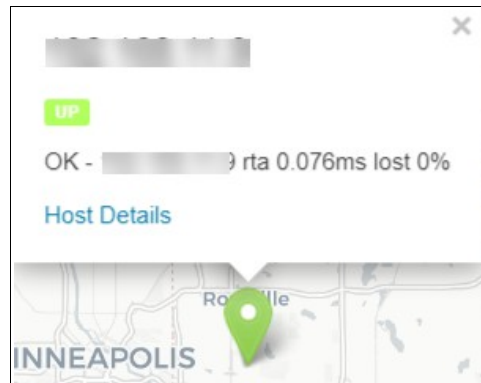 ×
UP
OK - 9 rta 0.076ms lost 0%
Host Details
INNEAPOLIS